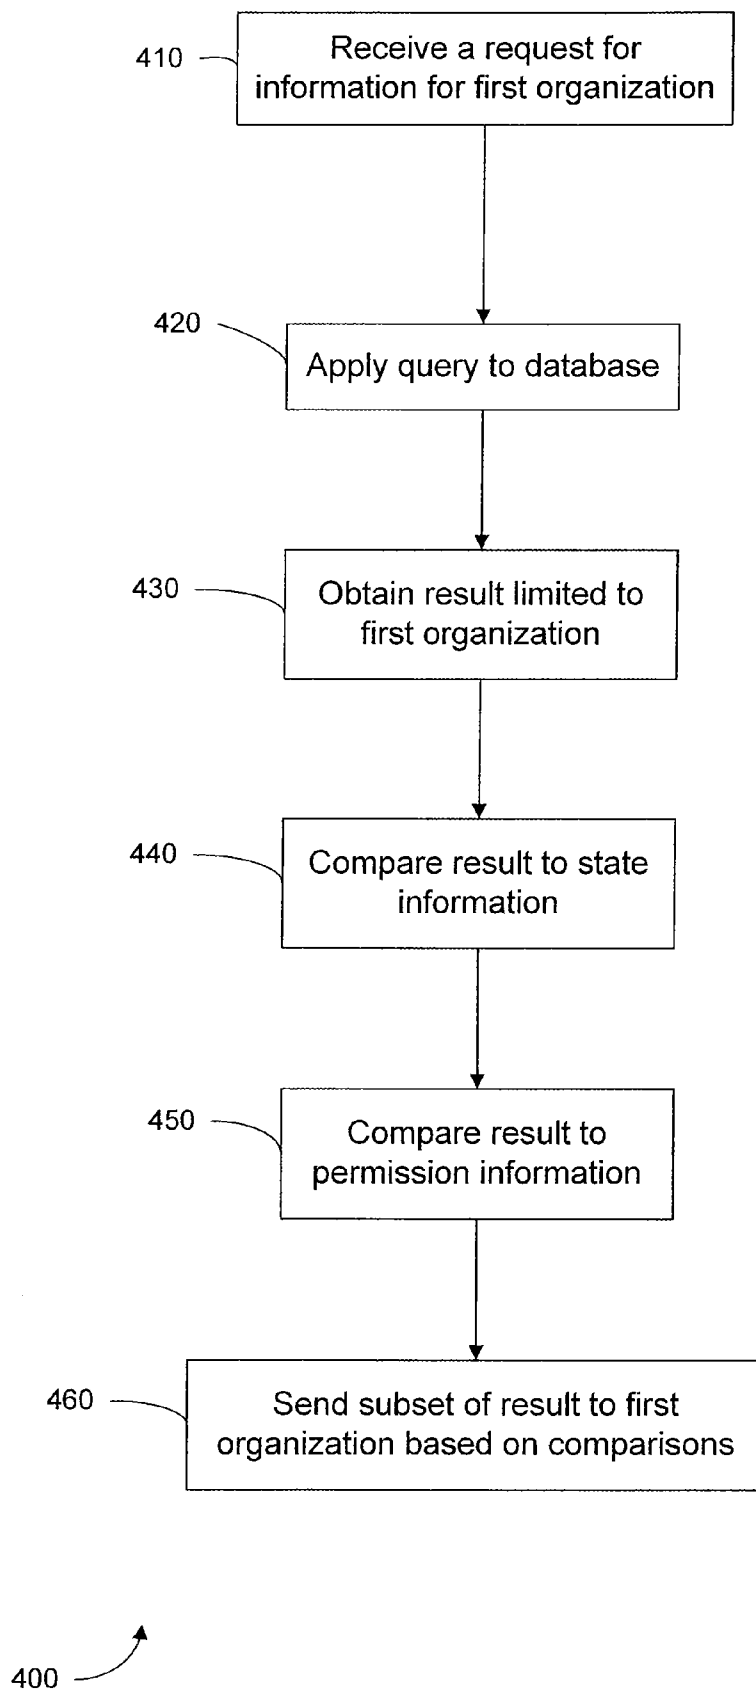 410
Receive a request for
information for first organization
420
Apply query to database
430
Obtain result limited to
first organization
440
Compare result to state
information
450
Compare result to
permission information
460
Send subset of result to first
organization based on comparisons
400